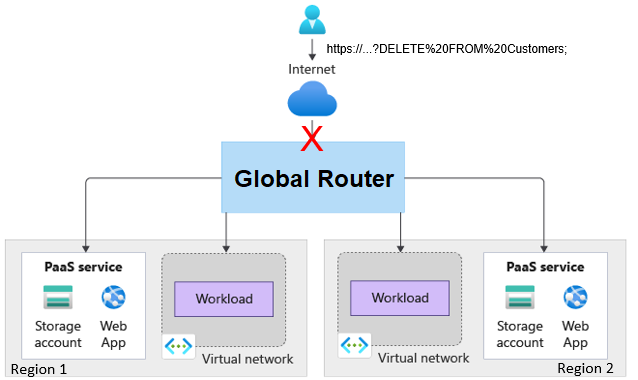 https://...?DELETE%20FROM%20Customers;
Internet
X
Global Router
PaaS service
Storage account
Web App
Workload
Virtual network
Region 1
Workload
Virtual network
PaaS service
Storage account
Web App
Region 2